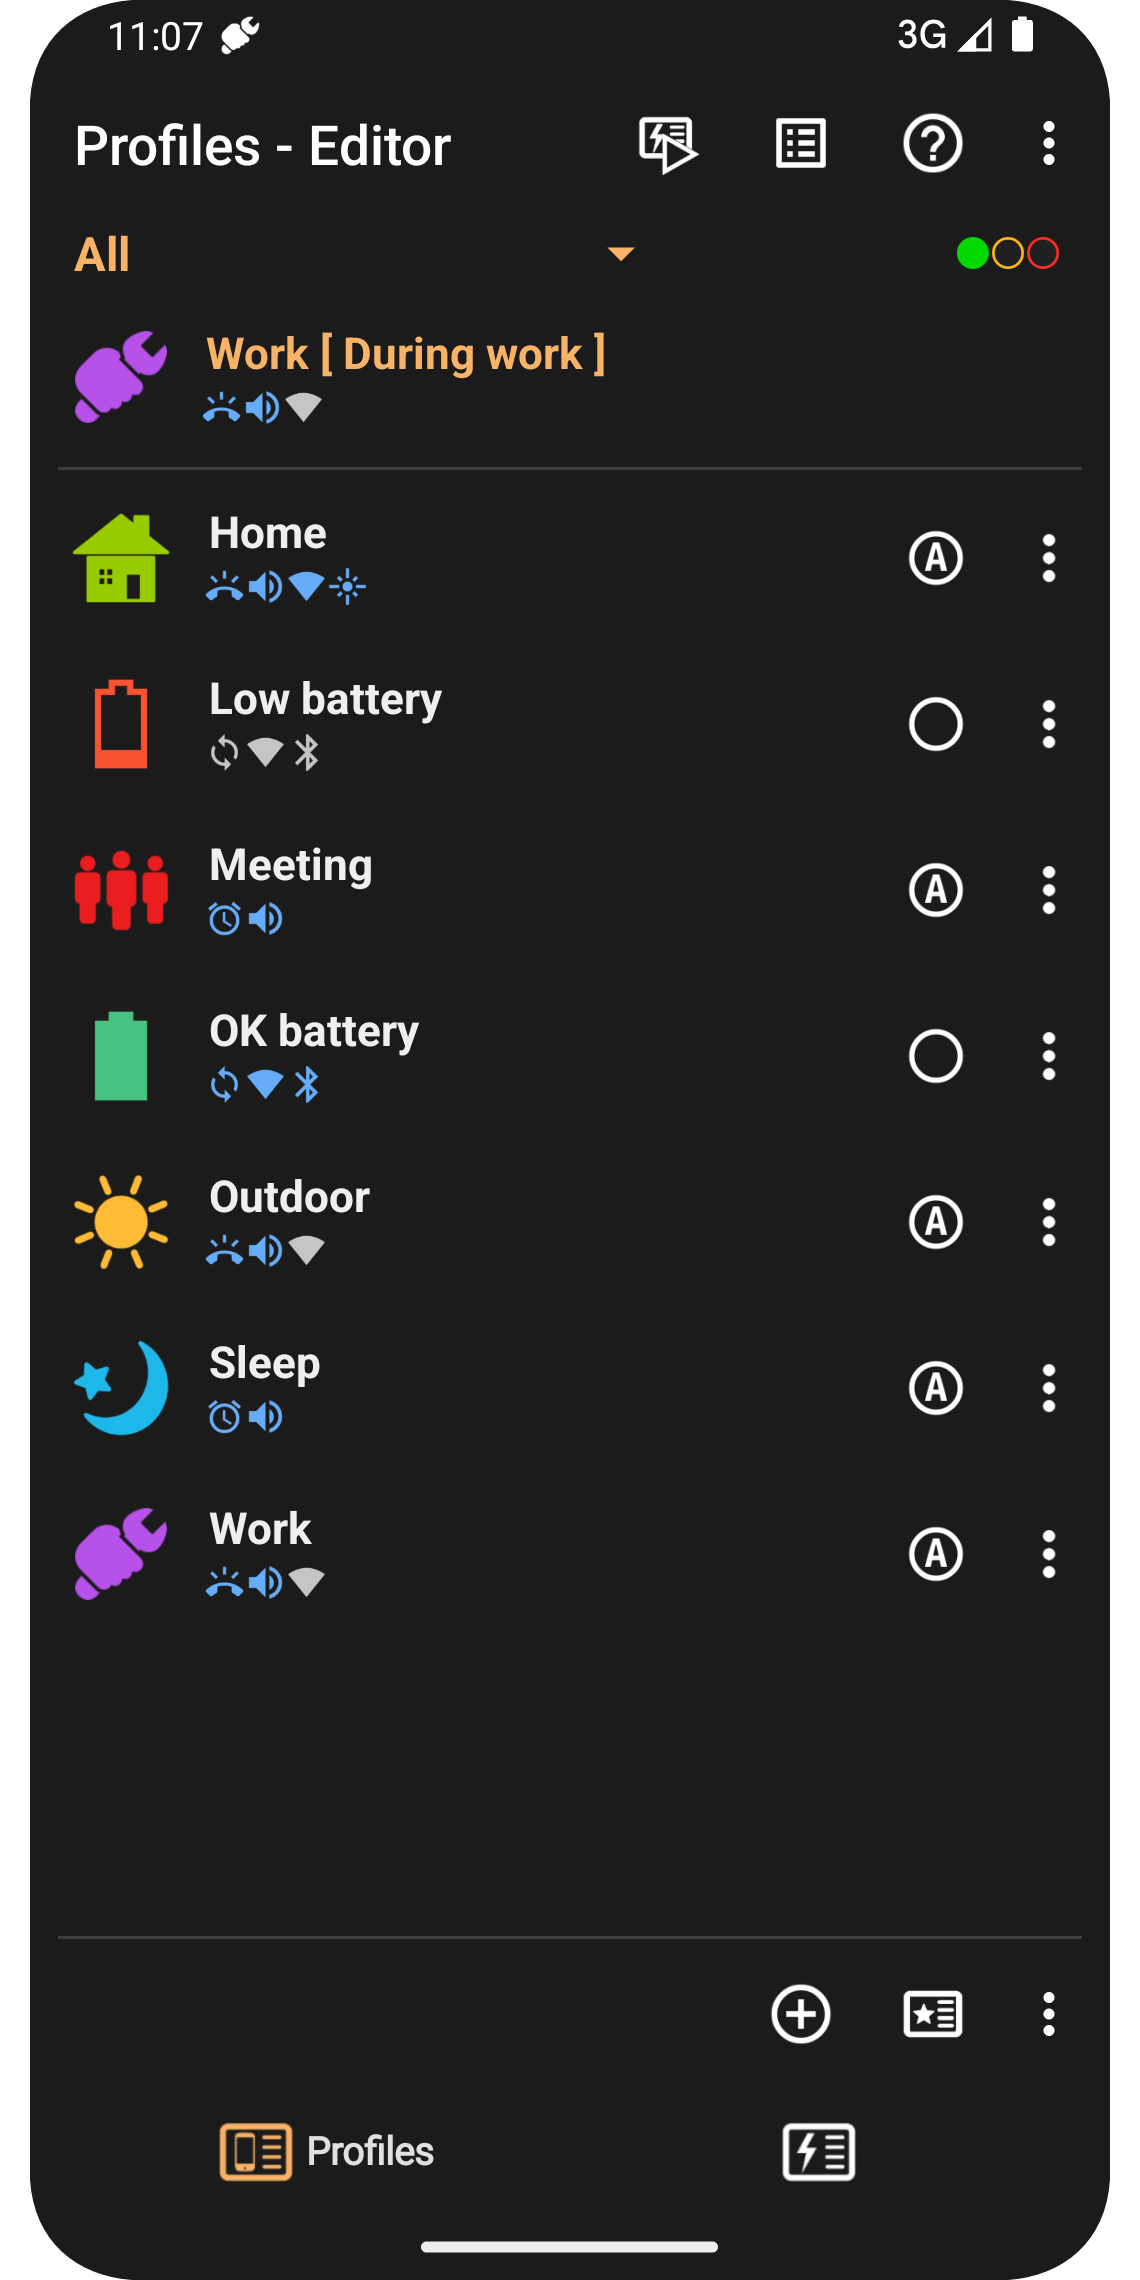 11:07 3G
Profiles - Editor
All
Work [ During work ]
Home
A
Low battery
Meeting
A
OK battery
Outdoor
A
Sleep
A
Work
A
Profiles